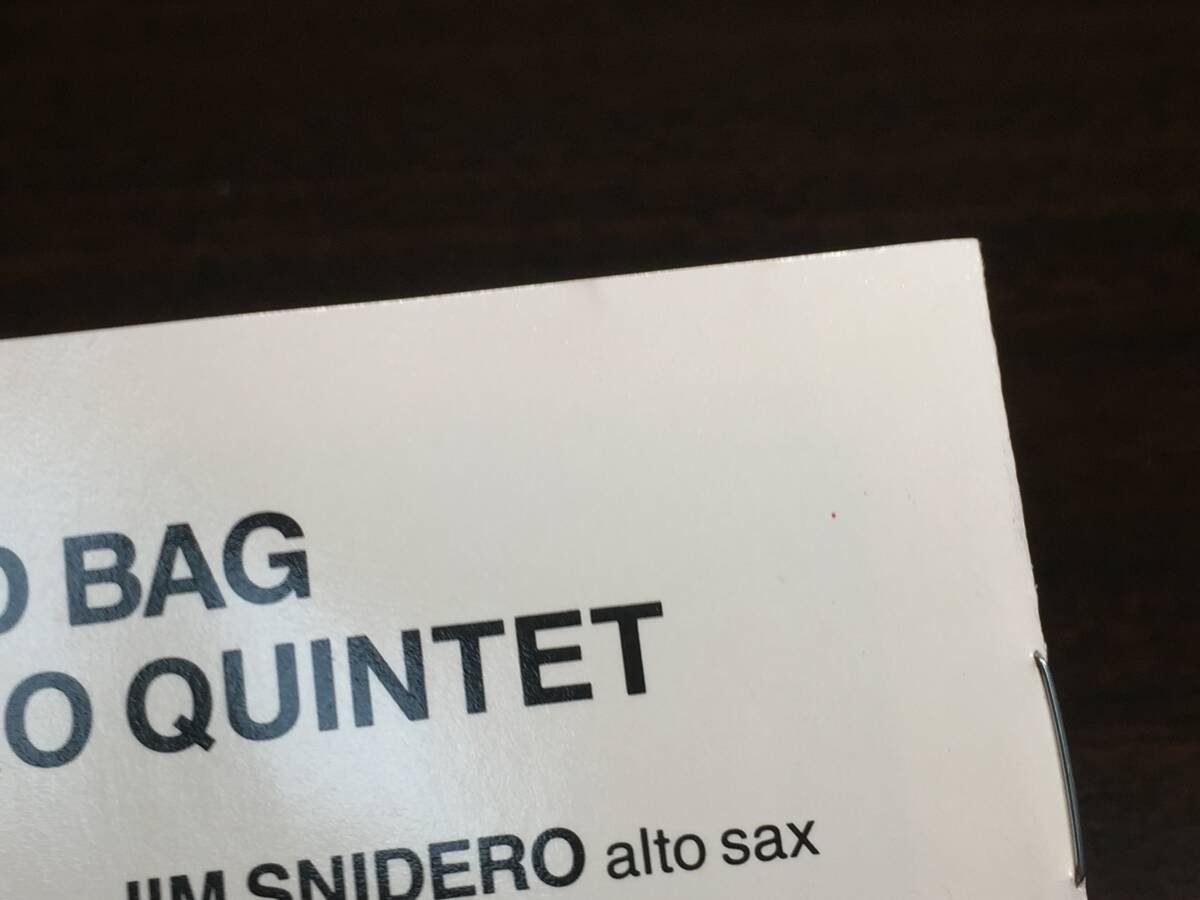 BAG
QUINTET
JIM SNIDERO alto sax